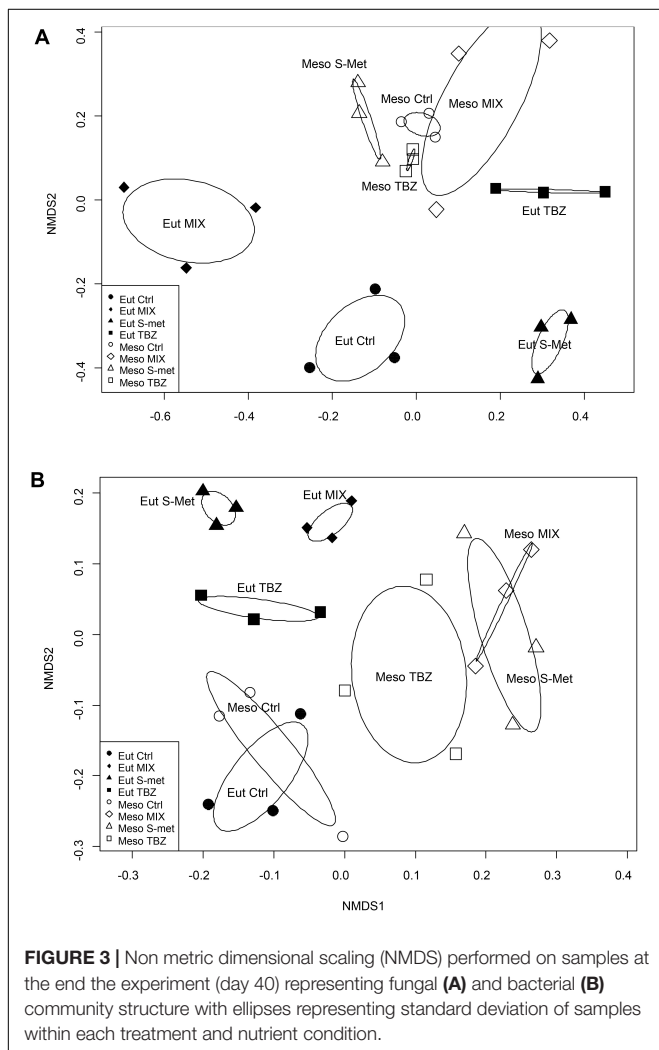 A
0.4
0.2
0.0
-0.2
-0.4
NMDS2
Meso S-Met
Meso Ctrl
Meso MIX
Meso TBZ
Eut TBZ
Eut MIX
Eut Ctrl
Eut S-Met
Eut Ctrl
Eut MIX
Eut S-met
Eut TBZ
Meso Ctrl
Meso MIX
Meso S-met
Meso TBZ
-0.6 -0.4 -0.2 0.0 0.2 0.4
B
0.2
0.1
0.0
-0.1
-0.2
-0.3
NMDS2
Eut S-Met
Eut MIX
Meso MIX
Eut TBZ
Meso TBZ
Meso S-Met
Meso Ctrl
Eut Ctrl
Eut Ctrl
Eut MIX
Eut S-met
Eut TBZ
Meso Ctrl
Meso MIX
Meso S-met
Meso TBZ
-0.3 -0.2 -0.1 0.0 0.1 0.2 0.3 0.4
NMDS1
FIGURE 3 | Non metric dimensional scaling (NMDS) performed on samples at
the end the experiment (day 40) representing fungal (A) and bacterial (B)
community structure with ellipses representing standard deviation of samples
within each treatment and nutrient condition.